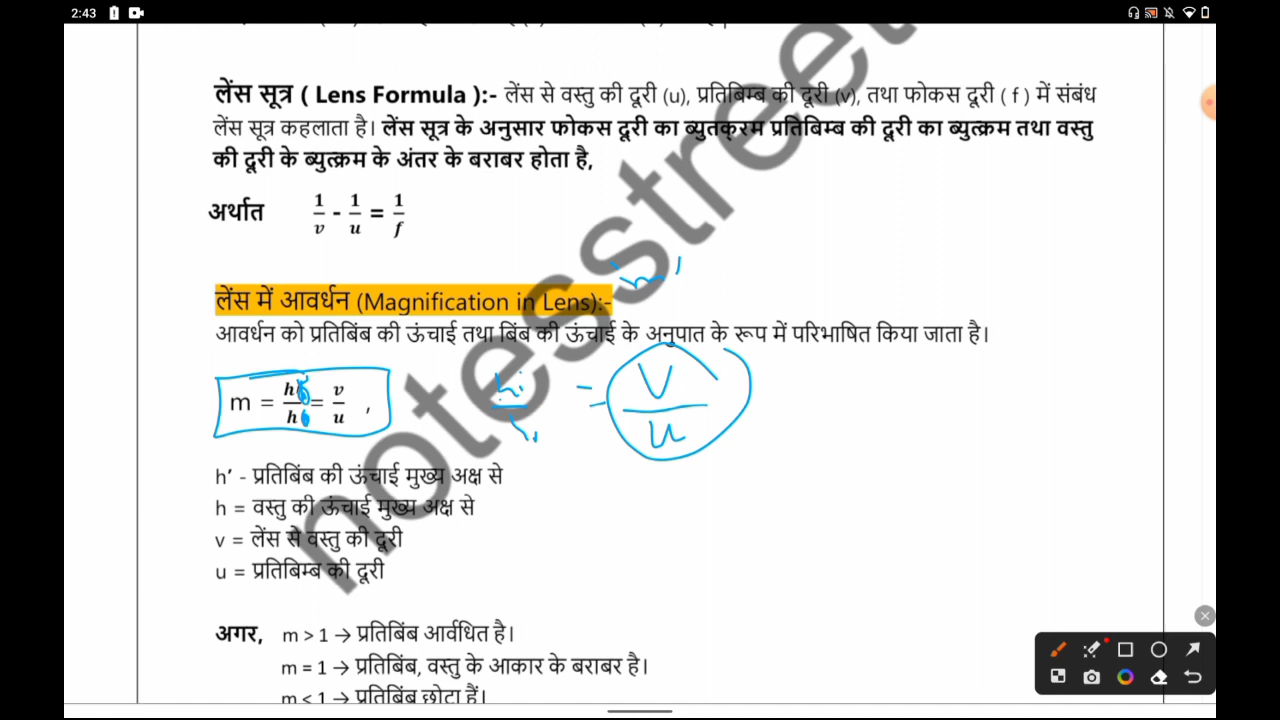 2:43
लेंस सूत्र ( Lens Formula ):- लेंस से वस्तु की दूरी (u), प्रतिबिम्ब की दूरी (v), तथा फोकस दूरी ( f ) में संबंध
लेंस सूत्र कहलाता है। लेंस सूत्र के अनुसार फोकस दूरी का ब्युतक्रम प्रतिबिम्ब की दूरी का ब्युत्क्रम तथा वस्तु
की दूरी के ब्युत्क्रम के अंतर के बराबर होता है,
अर्थात 1/v - 1/u = 1/f
'm'
लेंस में आवर्धन (Magnification in Lens):-
आवर्धन को प्रतिबिंब की ऊंचाई तथा बिंब की ऊंचाई के अनुपात के रूप में परिभाषित किया जाता है।
m = h/h = v/u , = V/u
h' - प्रतिबिंब की ऊंचाई मुख्य अक्ष से
h = वस्तु की ऊंचाई मुख्य अक्ष से
v = लेंस से वस्तु की दूरी
u = प्रतिबिम्ब की दूरी
अगर, m > 1 → प्रतिबिंब आर्वधित है।
m = 1 → प्रतिबिंब, वस्तु के आकार के बराबर है।
m < 1 → प्रतिबिंब छोटा हैं।
notesstreet